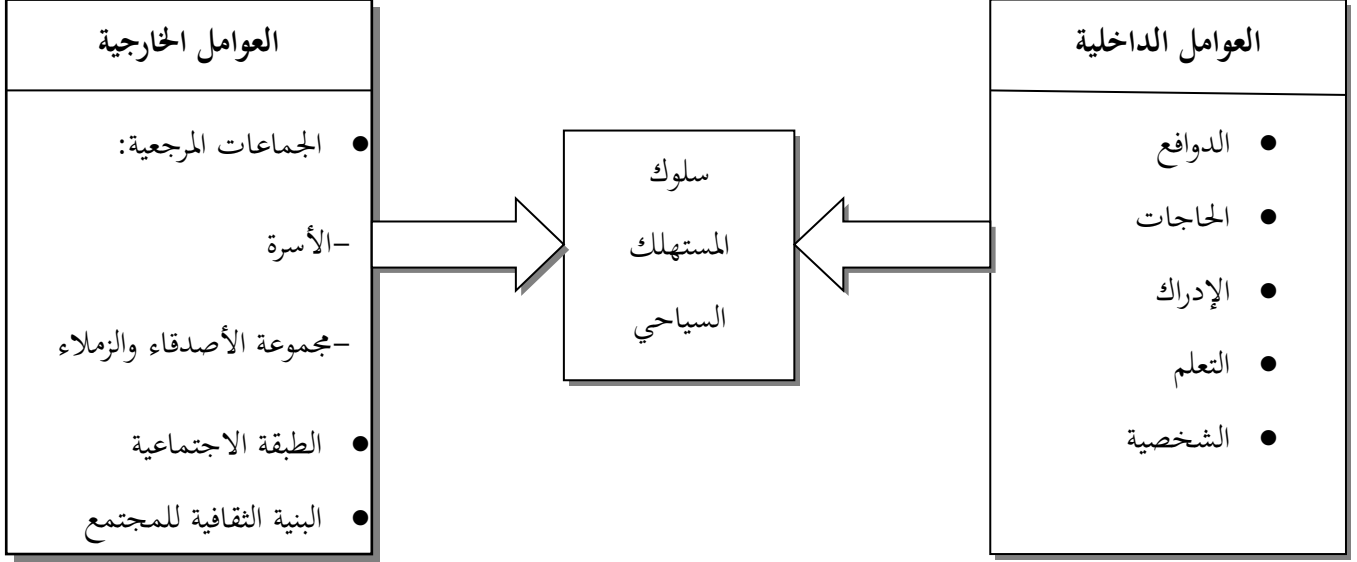 العوامل الداخلية
● الدوافع
● الحاجات
● الإدراك
● التعلم
● الشخصية
سلوك
المستهلك
السياحي
العوامل الخارجية
● الجماعات المرجعية:
-الأسرة
-مجموعة الأصدقاء والزملاء
● الطبقة الاجتماعية
● البنية الثقافية للمجتمع